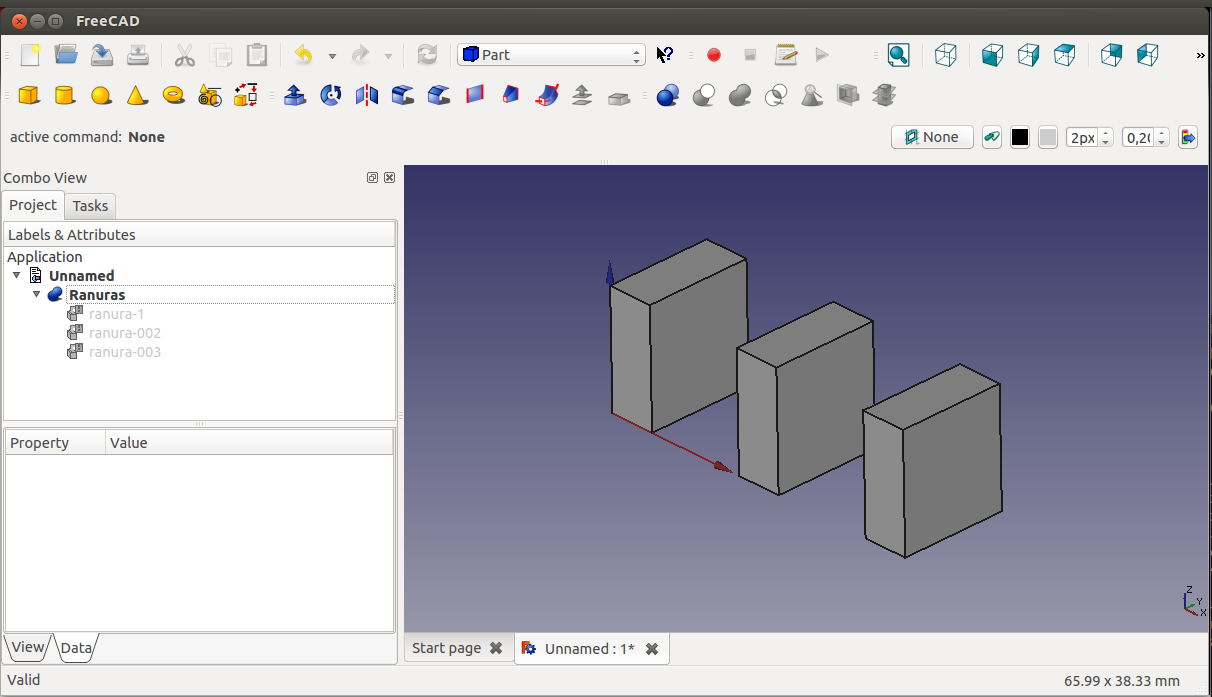 FreeCAD
Part
»
active command: None
None
2px
0,20
Combo View
Project
Tasks
Labels & Attributes
Application
Unnamed
Ranuras
ranura-1
ranura-002
ranura-003
Property
Value
View
Data
Z
Y
X
Start page
Unnamed : 1*
Valid
65.99 x 38.33 mm